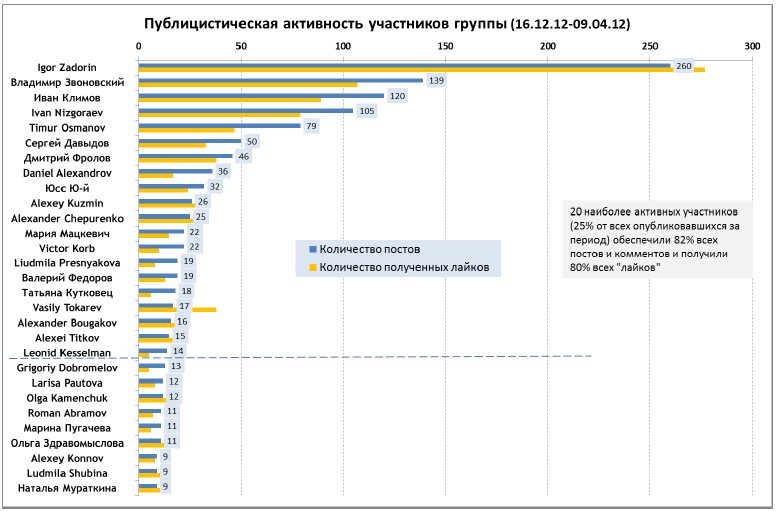 Публицистическая активность участников группы (16.12.12-09.04.12)
0 50 100 150 200 250 300
Igor Zadorin 260
Владимир Звоновский 139
Иван Климов 120
Ivan Nizgoraev 105
Timur Osmanov 79
Сергей Давыдов 50
Дмитрий Фролов 46
Daniel Alexandrov 36
Юсс Ю-й 32
Alexey Kuzmin 26
Alexander Chepurenko 25
Мария Мацкевич 22
Victor Korb 22
Liudmila Presnyakova 19
Валерий Федоров 19
Татьяна Кутковец 18
Vasily Tokarev 17
Alexander Bougakov 16
Alexei Titkov 15
Leonid Kesselman 14
Grigoriy Dobromelov 13
Larisa Pautova 12
Olga Kamenchuk 12
Roman Abramov 11
Марина Пугачева 11
Ольга Здравомыслова 11
Alexey Konnov 9
Ludmila Shubina 9
Наталья Мураткина 9
Количество постов
Количество полученных лайков
20 наиболее активных участников
(25% от всех опубликовавшихся за
период) обеспечили 82% всех
постов и комментов и получили
80% всех "лайков"